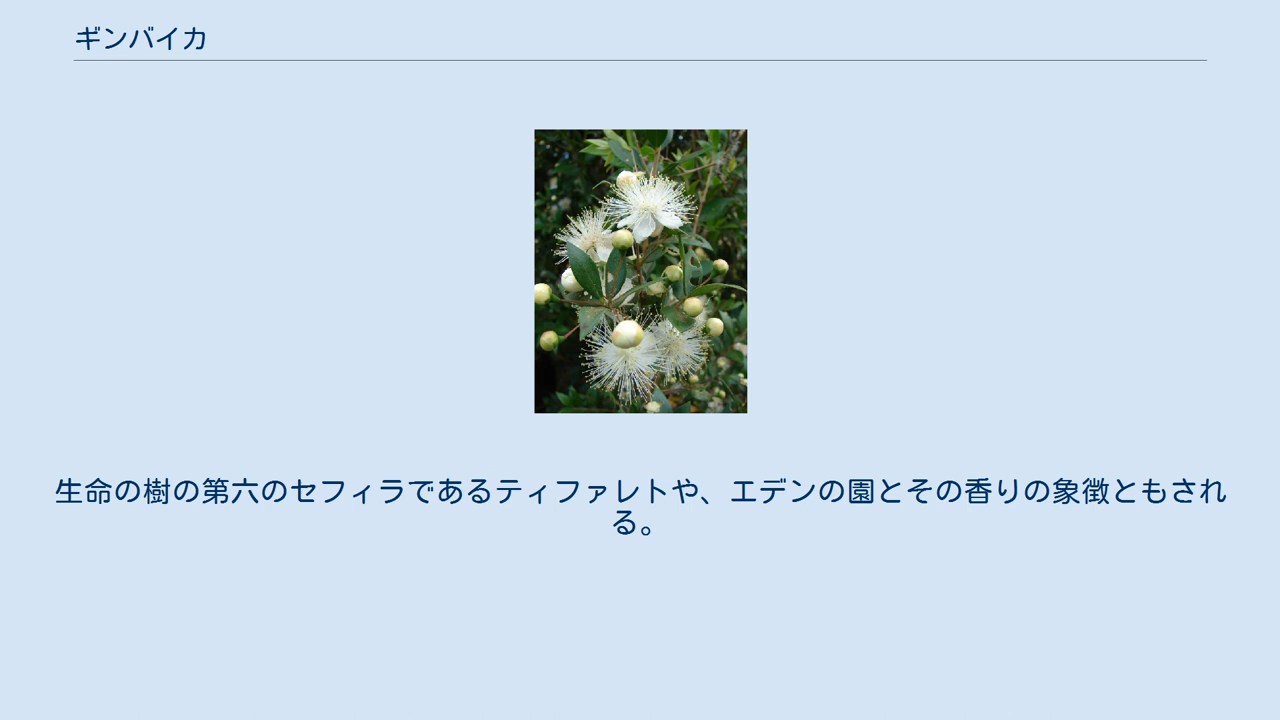 ギンバイカ
生命の樹の第六のセフィラであるティファレトや、エデンの園とその香りの象徴ともされ
る。